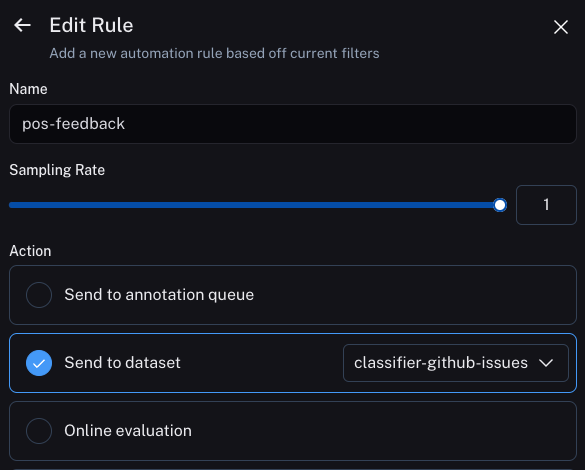 Edit Rule
Add a new automation rule based off current filters
Name
pos-feedback
Sampling Rate
1
Action
Send to annotation queue
Send to dataset
classifier-github-issues
Online evaluation